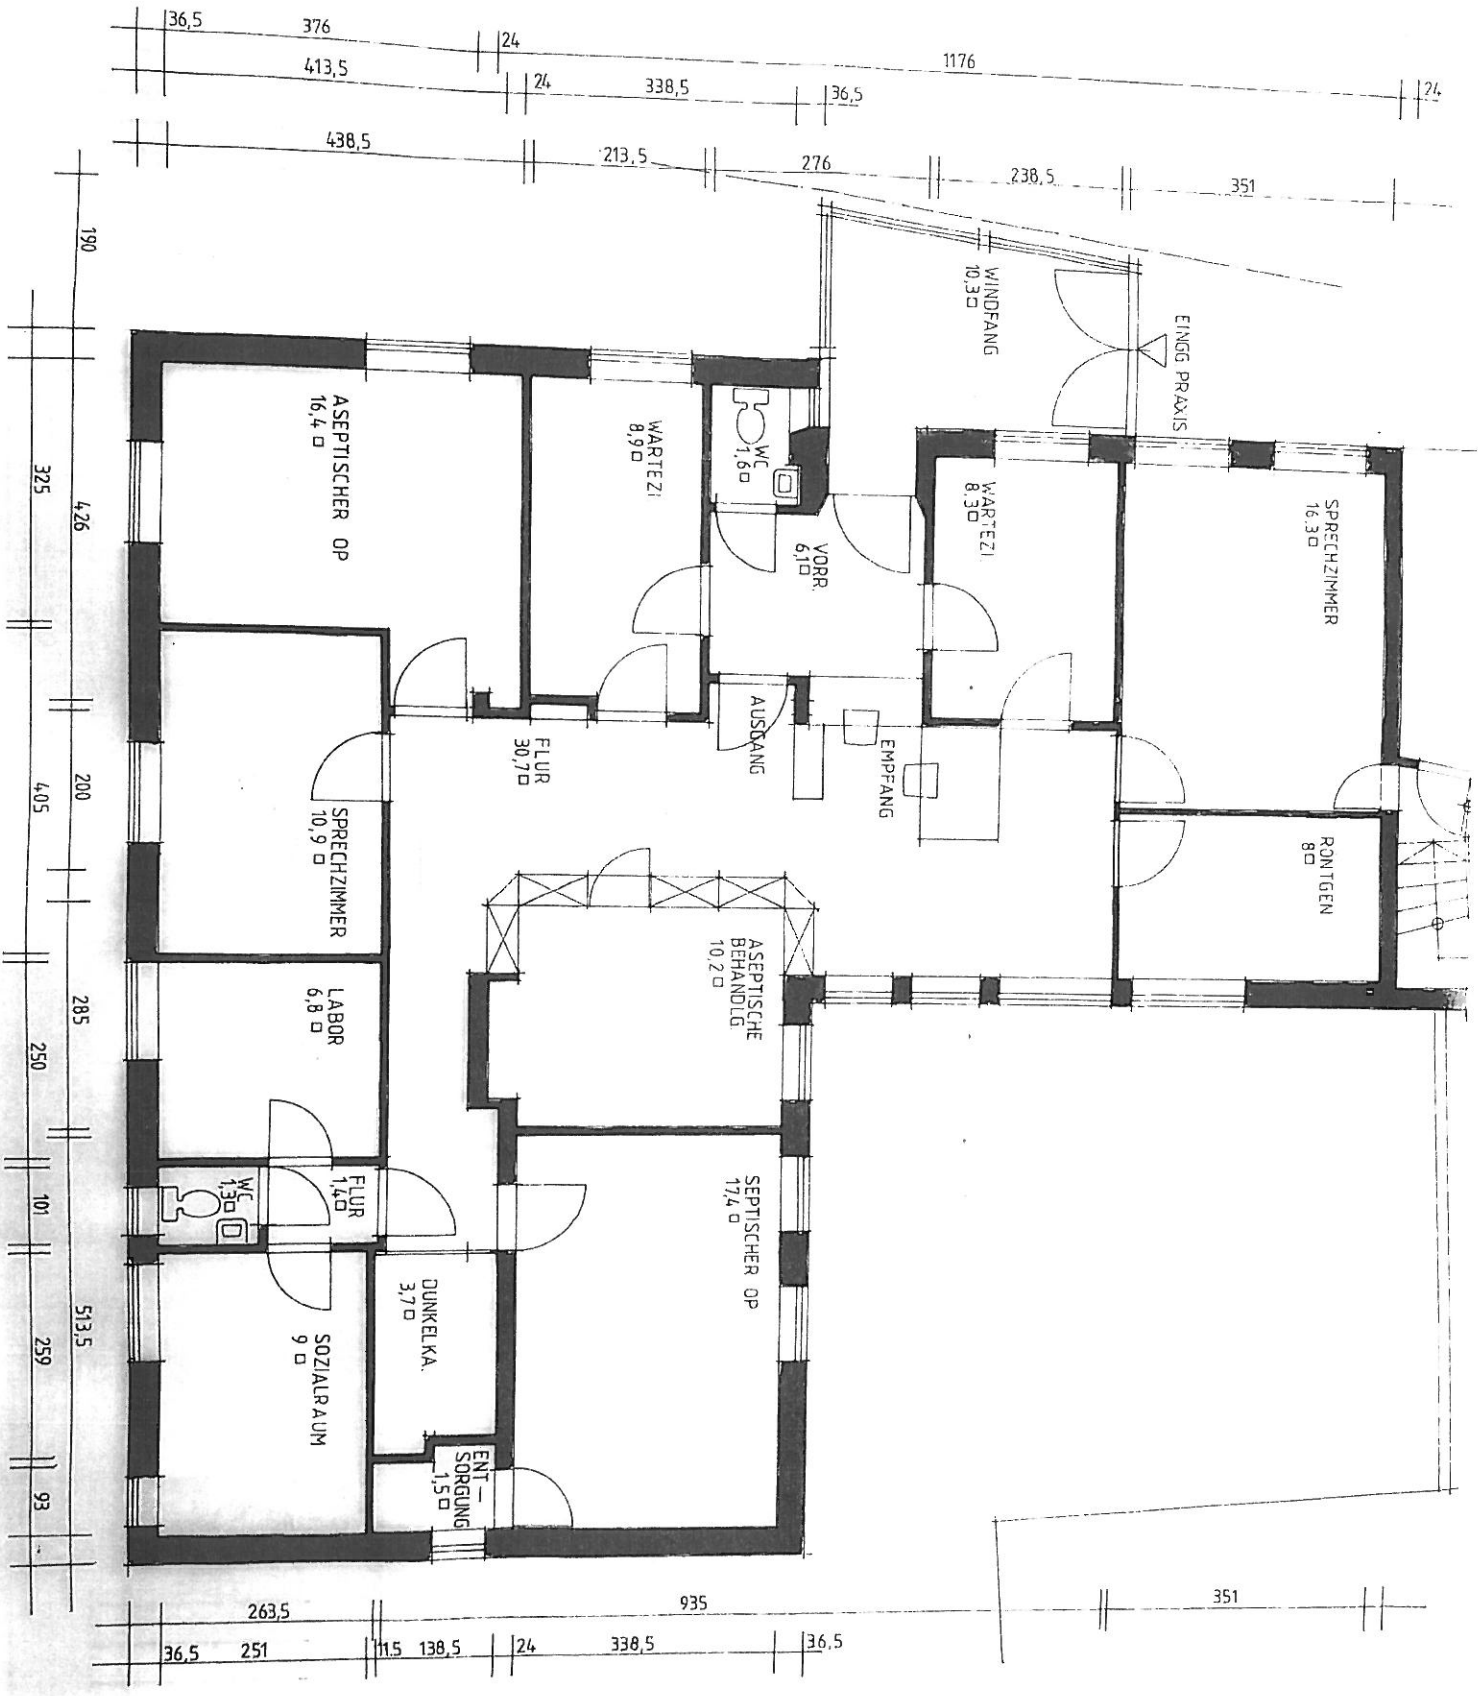 36,5
376
24
1176
24
413,5
24
338,5
36,5
438,5
213,5
276
238,5
351
190
426
200
285
513,5
325
405
250
101
259
93
WINDFANG
10,3□
EINGG PRAXIS
ASEPTISCHER OP
16,4 □
WARTEZI
8,9□
WC
1,6□
VORR.
6,1□
WARTEZI.
8,3□
SPRECHZIMMER
16,3□
FLUR
30,7□
AUSGANG
EMPFANG
SPRECHZIMMER
10,9 □
RÖNTGEN
8□
ASEPTISCHE
BEHANDLG.
10,2□
LABOR
6,8 □
WC
1,3□
FLUR
1,4□
SEPTISCHER OP
17,4 □
DUNKELKA.
3,7□
SOZIALRAUM
9 □
ENT—
SORGUNG
1,5□
263,5
935
351
36,5
251
11.5
138,5
24
338,5
36,5